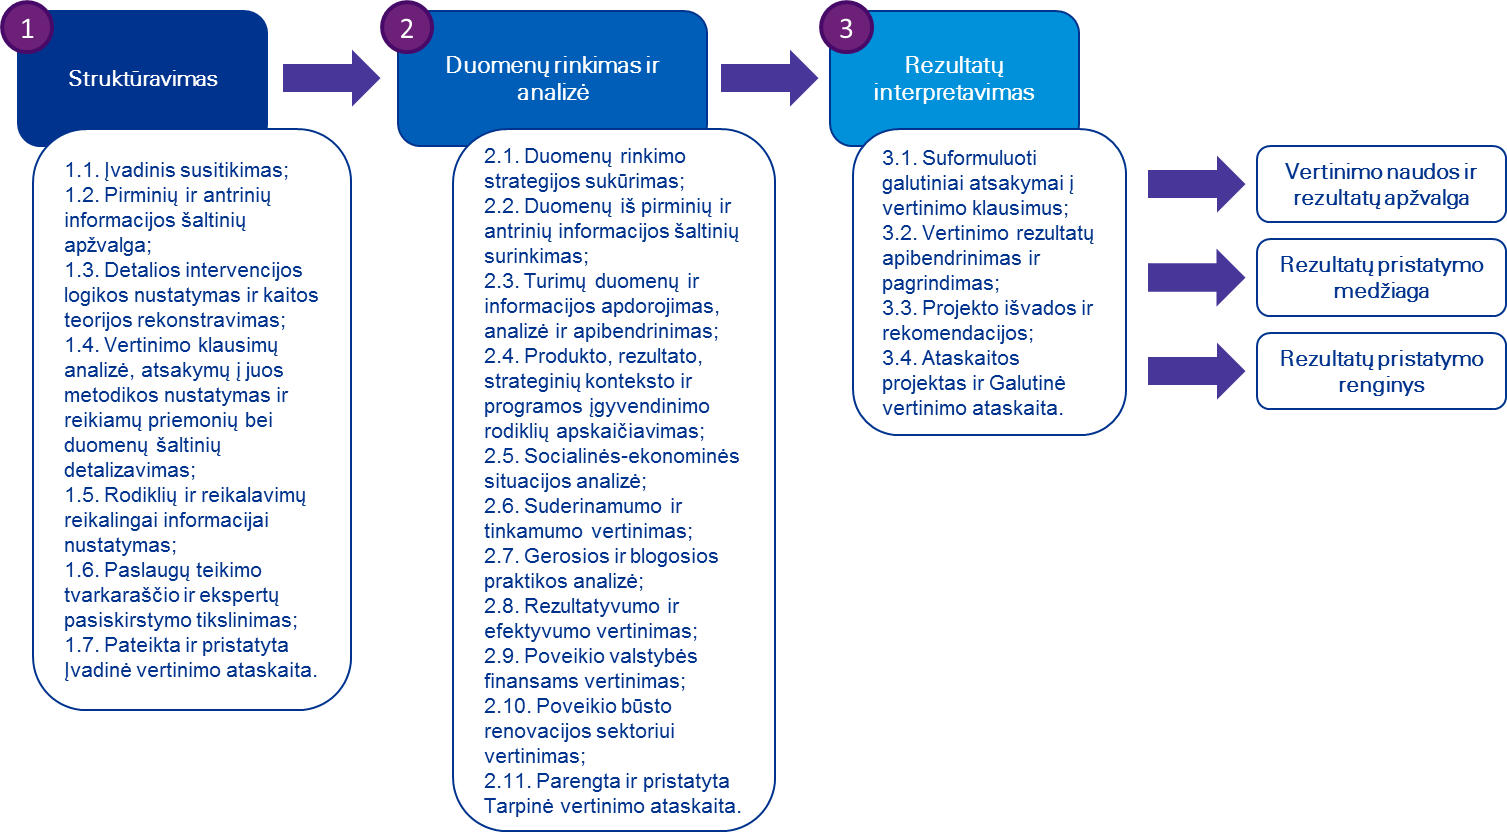 1
Struktūravimas
1.1. Įvadinis susitikimas;
1.2. Pirminių ir antrinių
informacijos šaltinių
apžvalga;
1.3. Detalios intervencijos
logikos nustatymas ir kaitos
teorijos rekonstravimas;
1.4. Vertinimo klausimų
analizė, atsakymų į juos
metodikos nustatymas ir
reikiamų priemonių bei
duomenų šaltinių
detalizavimas;
1.5. Rodiklių ir reikalavimų
reikalingai informacijai
nustatymas;
1.6. Paslaugų teikimo
tvarkaraščio ir ekspertų
pasiskirstymo tikslinimas;
1.7. Pateikta ir pristatyta
Įvadinė vertinimo ataskaita.
2
Duomenų rinkimas ir
analizė
2.1. Duomenų rinkimo
strategijos sukūrimas;
2.2. Duomenų iš pirminių ir
antrinių informacijos šaltinių
surinkimas;
2.3. Turimų duomenų ir
informacijos apdorojimas,
analizė ir apibendrinimas;
2.4. Produkto, rezultato,
strateginių konteksto ir
programos įgyvendinimo
rodiklių apskaičiavimas;
2.5. Socialinės-ekonominės
situacijos analizė;
2.6. Suderinamumo ir
tinkamumo vertinimas;
2.7. Gerosios ir blogosios
praktikos analizė;
2.8. Rezultatyvumo ir
efektyvumo vertinimas;
2.9. Poveikio valstybės
finansams vertinimas;
2.10. Poveikio būsto
renovacijos sektoriui
vertinimas;
2.11. Parengta ir pristatyta
Tarpinė vertinimo ataskaita.
3
Rezultatų
interpretavimas
3.1. Suformuluoti
galutiniai atsakymai į
vertinimo klausimus;
3.2. Vertinimo rezultatų
apibendrinimas ir
pagrindimas;
3.3. Projekto išvados ir
rekomendacijos;
3.4. Ataskaitos
projektas ir Galutinė
vertinimo ataskaita.
Vertinimo naudos ir
rezultatų apžvalga
Rezultatų pristatymo
medžiaga
Rezultatų pristatymo
renginys